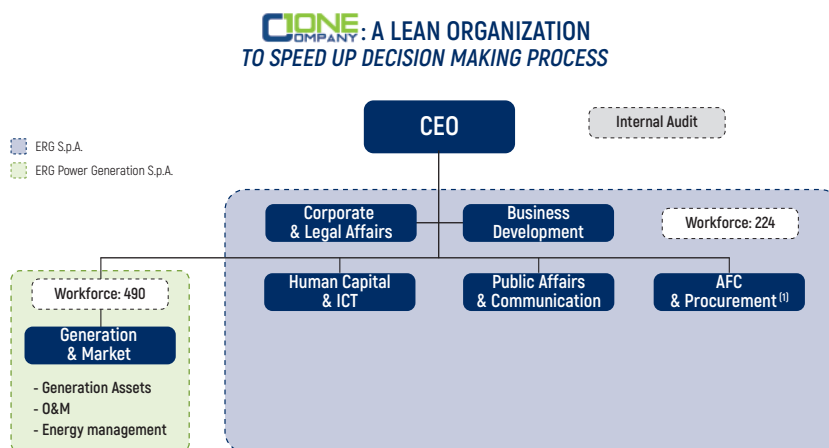 ONE COMPANY: A LEAN ORGANIZATION
TO SPEED UP DECISION MAKING PROCESS
CEO
Internal Audit
ERG S.p.A.
ERG Power Generation S.p.A.
Corporate
& Legal Affairs
Business
Development
Workforce: 224
Workforce: 490
Human Capital
& ICT
Public Affairs
& Communication
AFC
& Procurement (1)
Generation
& Market
- Generation Assets
- O&M
- Energy management